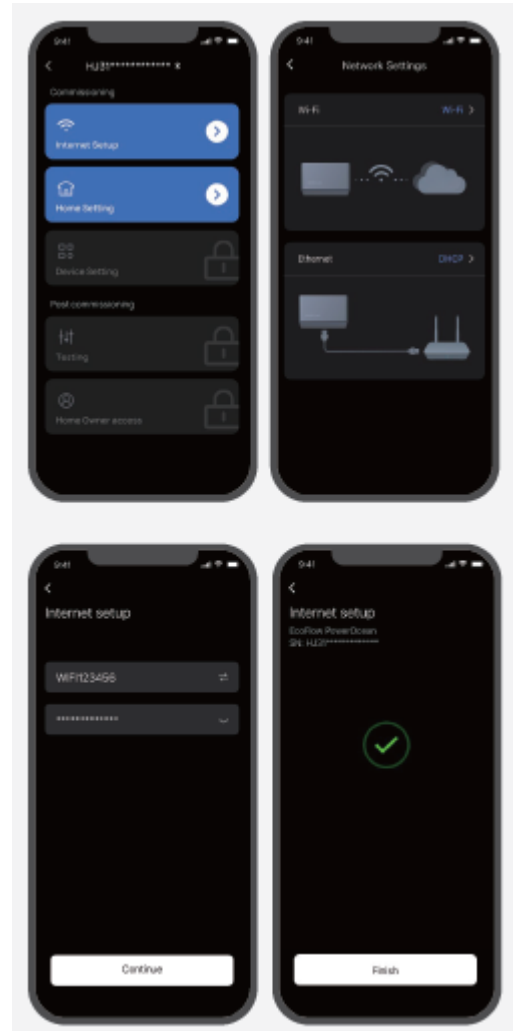 9:41
HJ31************* *
Commissioning
Internet Setup
Home Setting
Device Setting
Post commissioning
Testing
Home Owner access
9:41
Network Settings
Wi-Fi
Wi-Fi >
Ethernet
DHCP >
9:41
Internet setup
WIFI123456
*************
Continue
9:41
Internet setup
EcoFlow PowerOcean
SN: HJ31*************
Finish